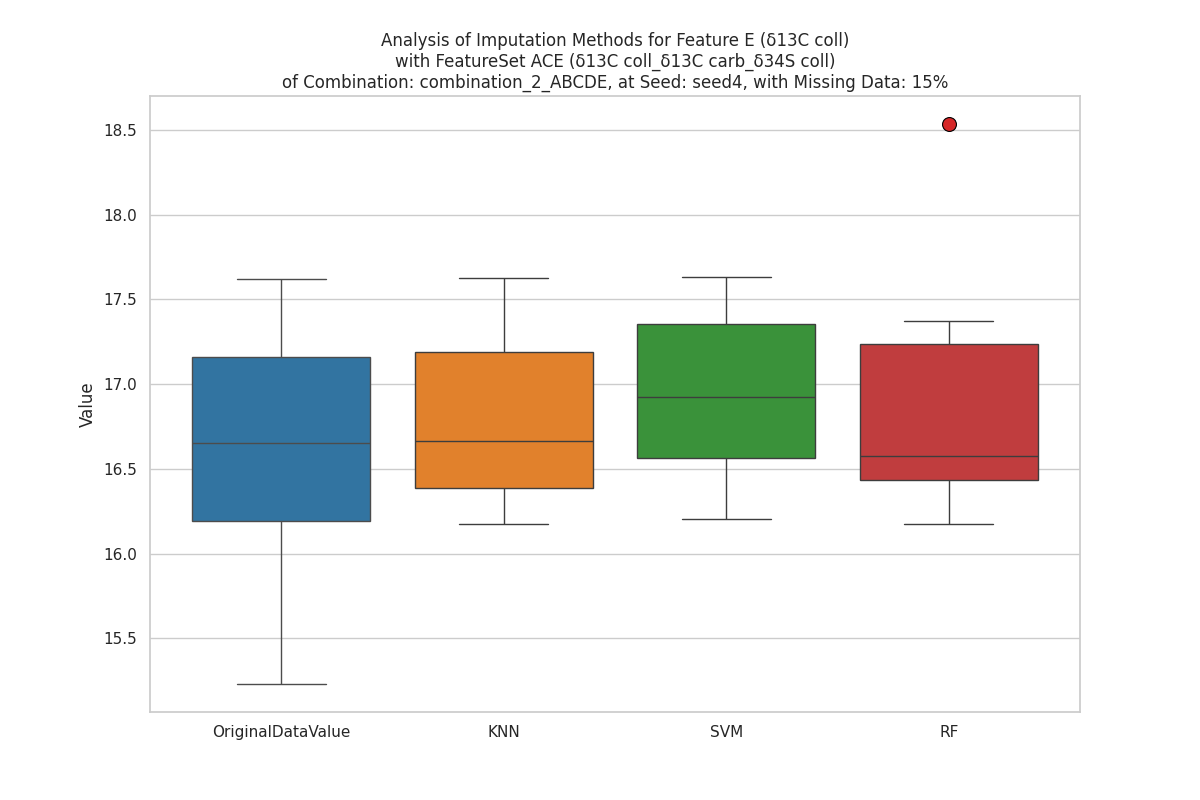 Analysis of Imputation Methods for Feature E (δ13C coll)
with FeatureSet ACE (δ13C coll_δ13C carb_δ34S coll)
of Combination: combination_2_ABCDE, at Seed: seed4, with Missing Data: 15%
18.5
18.0
17.5
17.0
16.5
16.0
15.5
Value
OriginalDataValue
KNN
SVM
RF